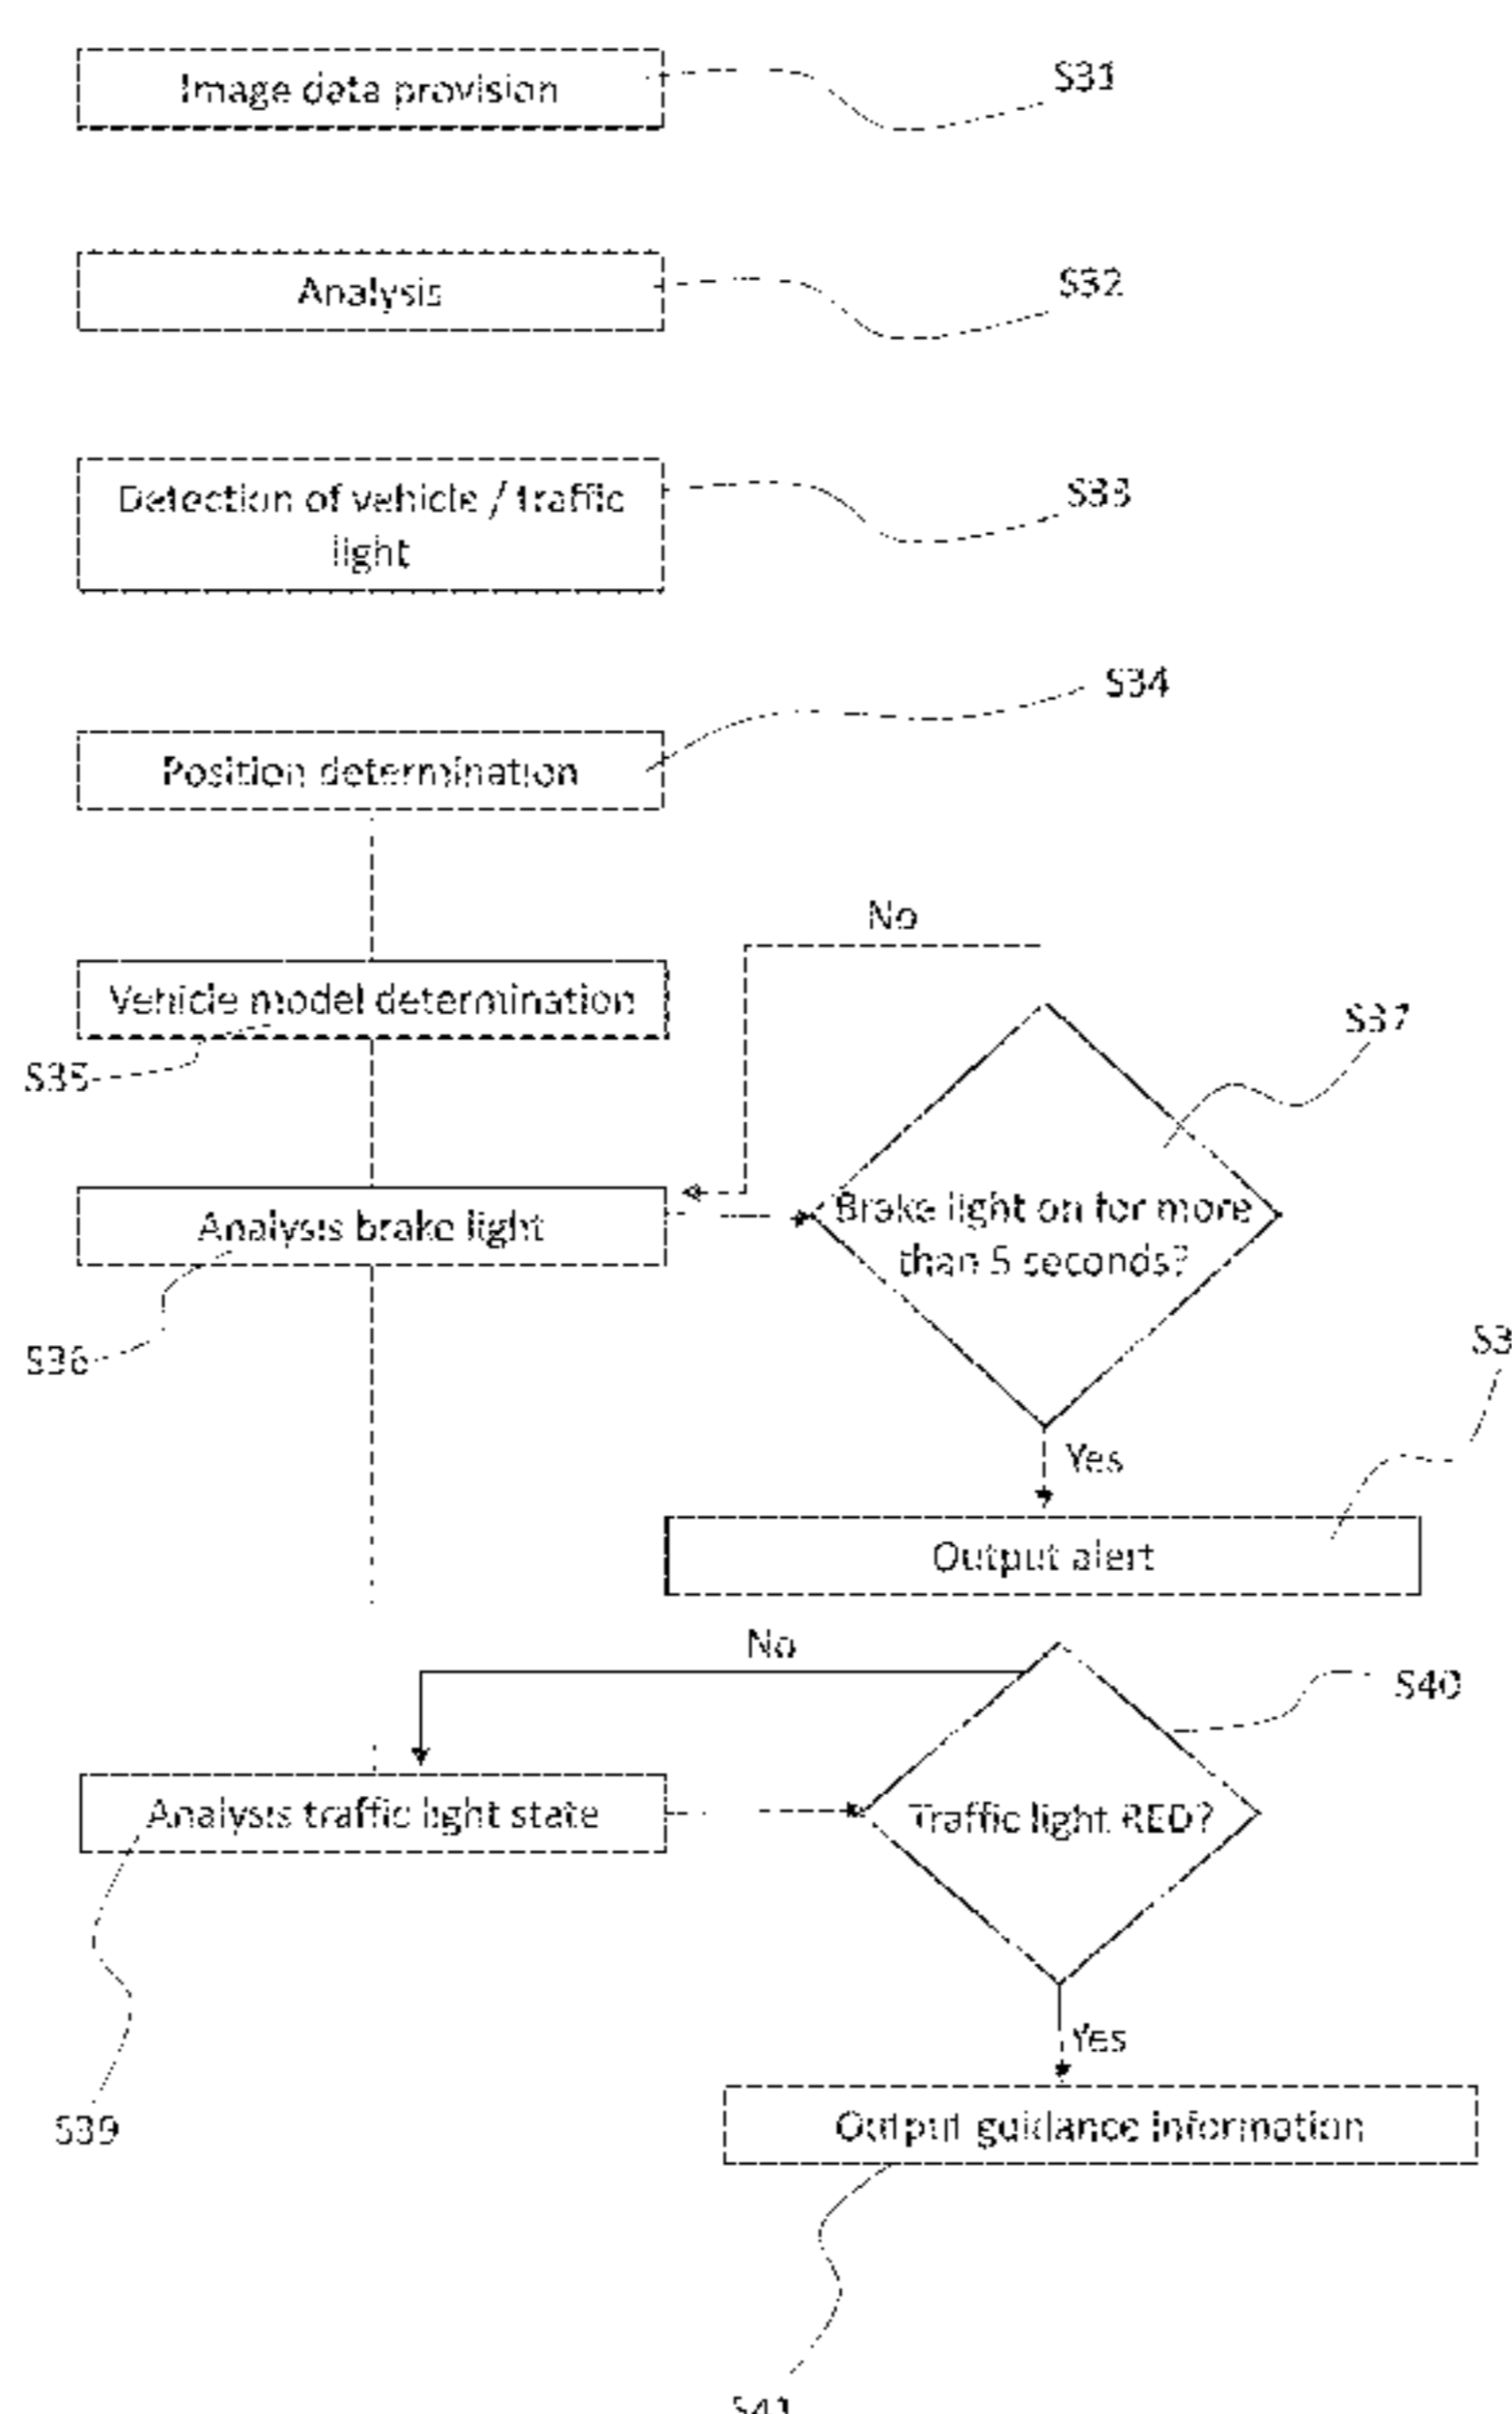 Image data provision
S31
Analysis
S32
Detection of vehicle / traffic
light
S33
S34
Position determination
No
Vehicle model determination
S37
S35
Brake light on for more
Analysis brake light
than 5 seconds?
S36
S3
Yes
Output alert
No
S40
Analysis traffic light state
Traffic light RED?
Yes
S39
Output guidance information
S41